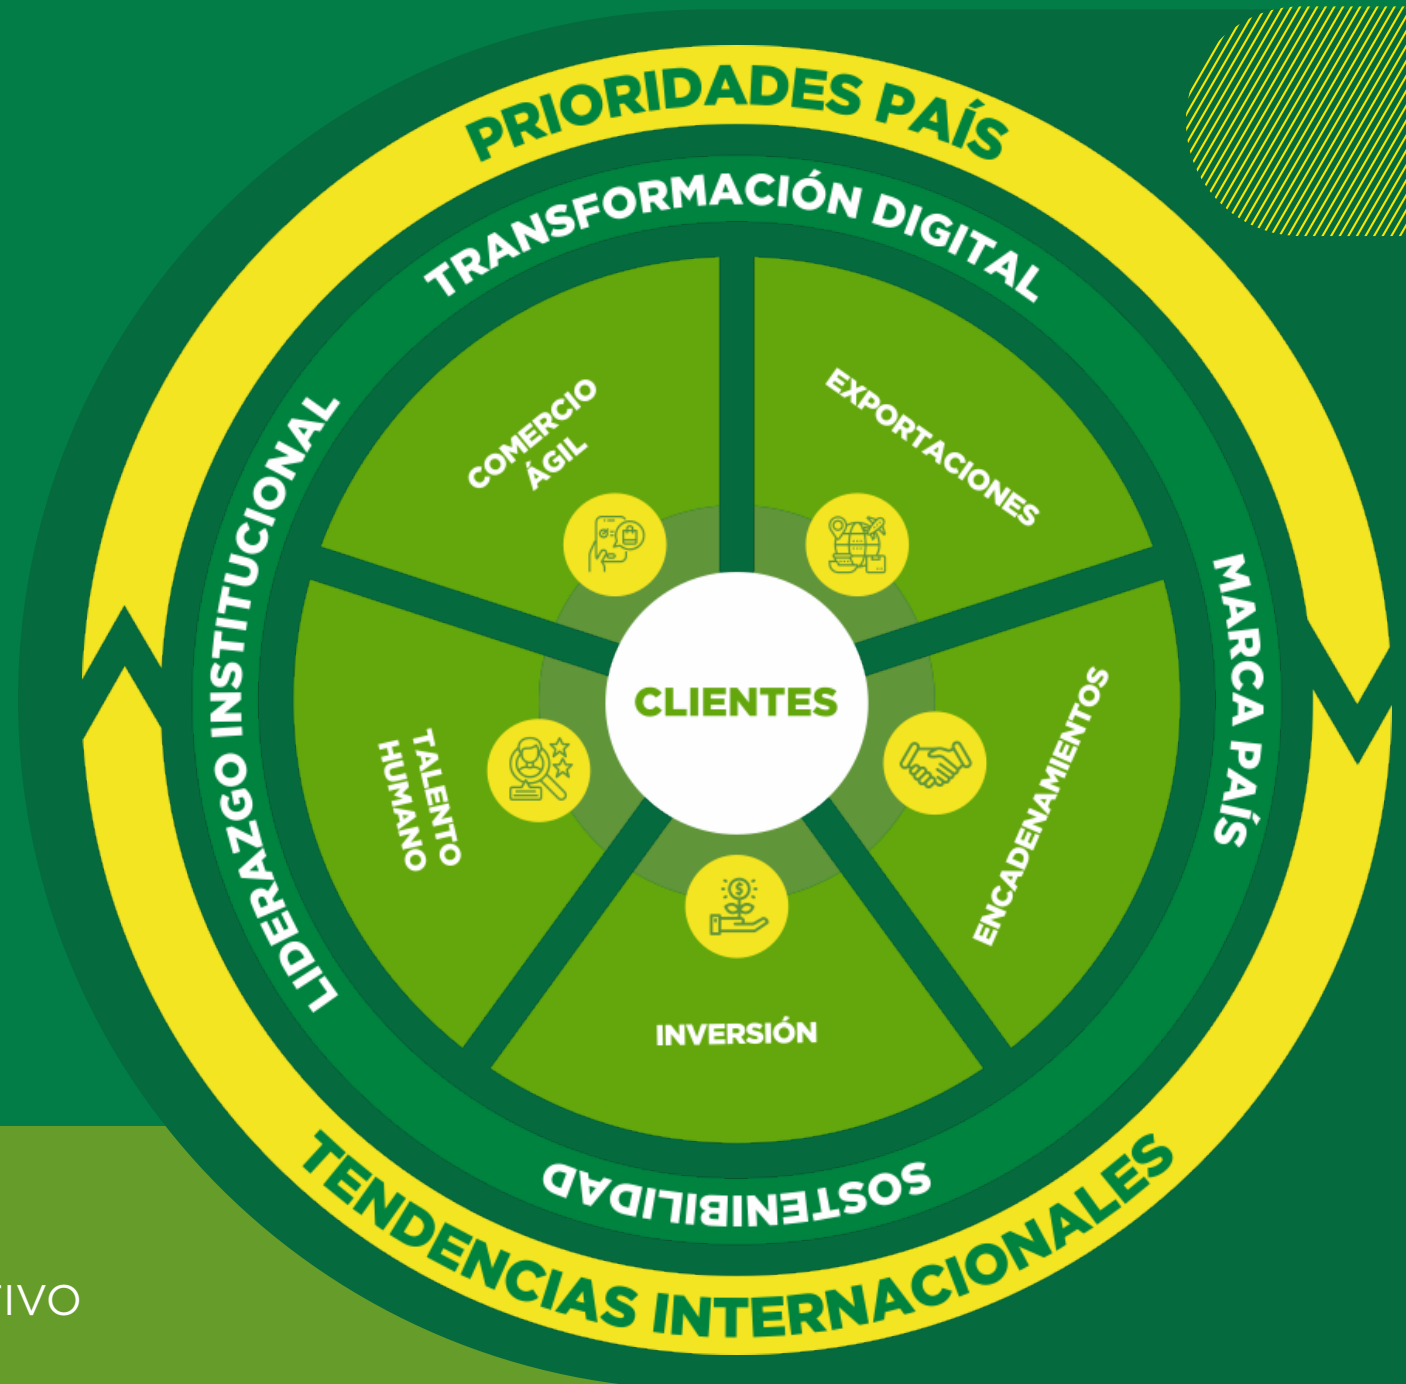 PRIORIDADES PAÍS
TRANSFORMACIÓN DIGITAL
LIDERAZGO INSTITUCIONAL
MARCA PAÍS
COMERCIO
ÁGIL
EXPORTACIONES
CLIENTES
TALENTO
HUMANO
ENCADENAMIENTOS
INVERSIÓN
SOSTENIBILIDAD
TENDENCIAS INTERNACIONALES
TIVO